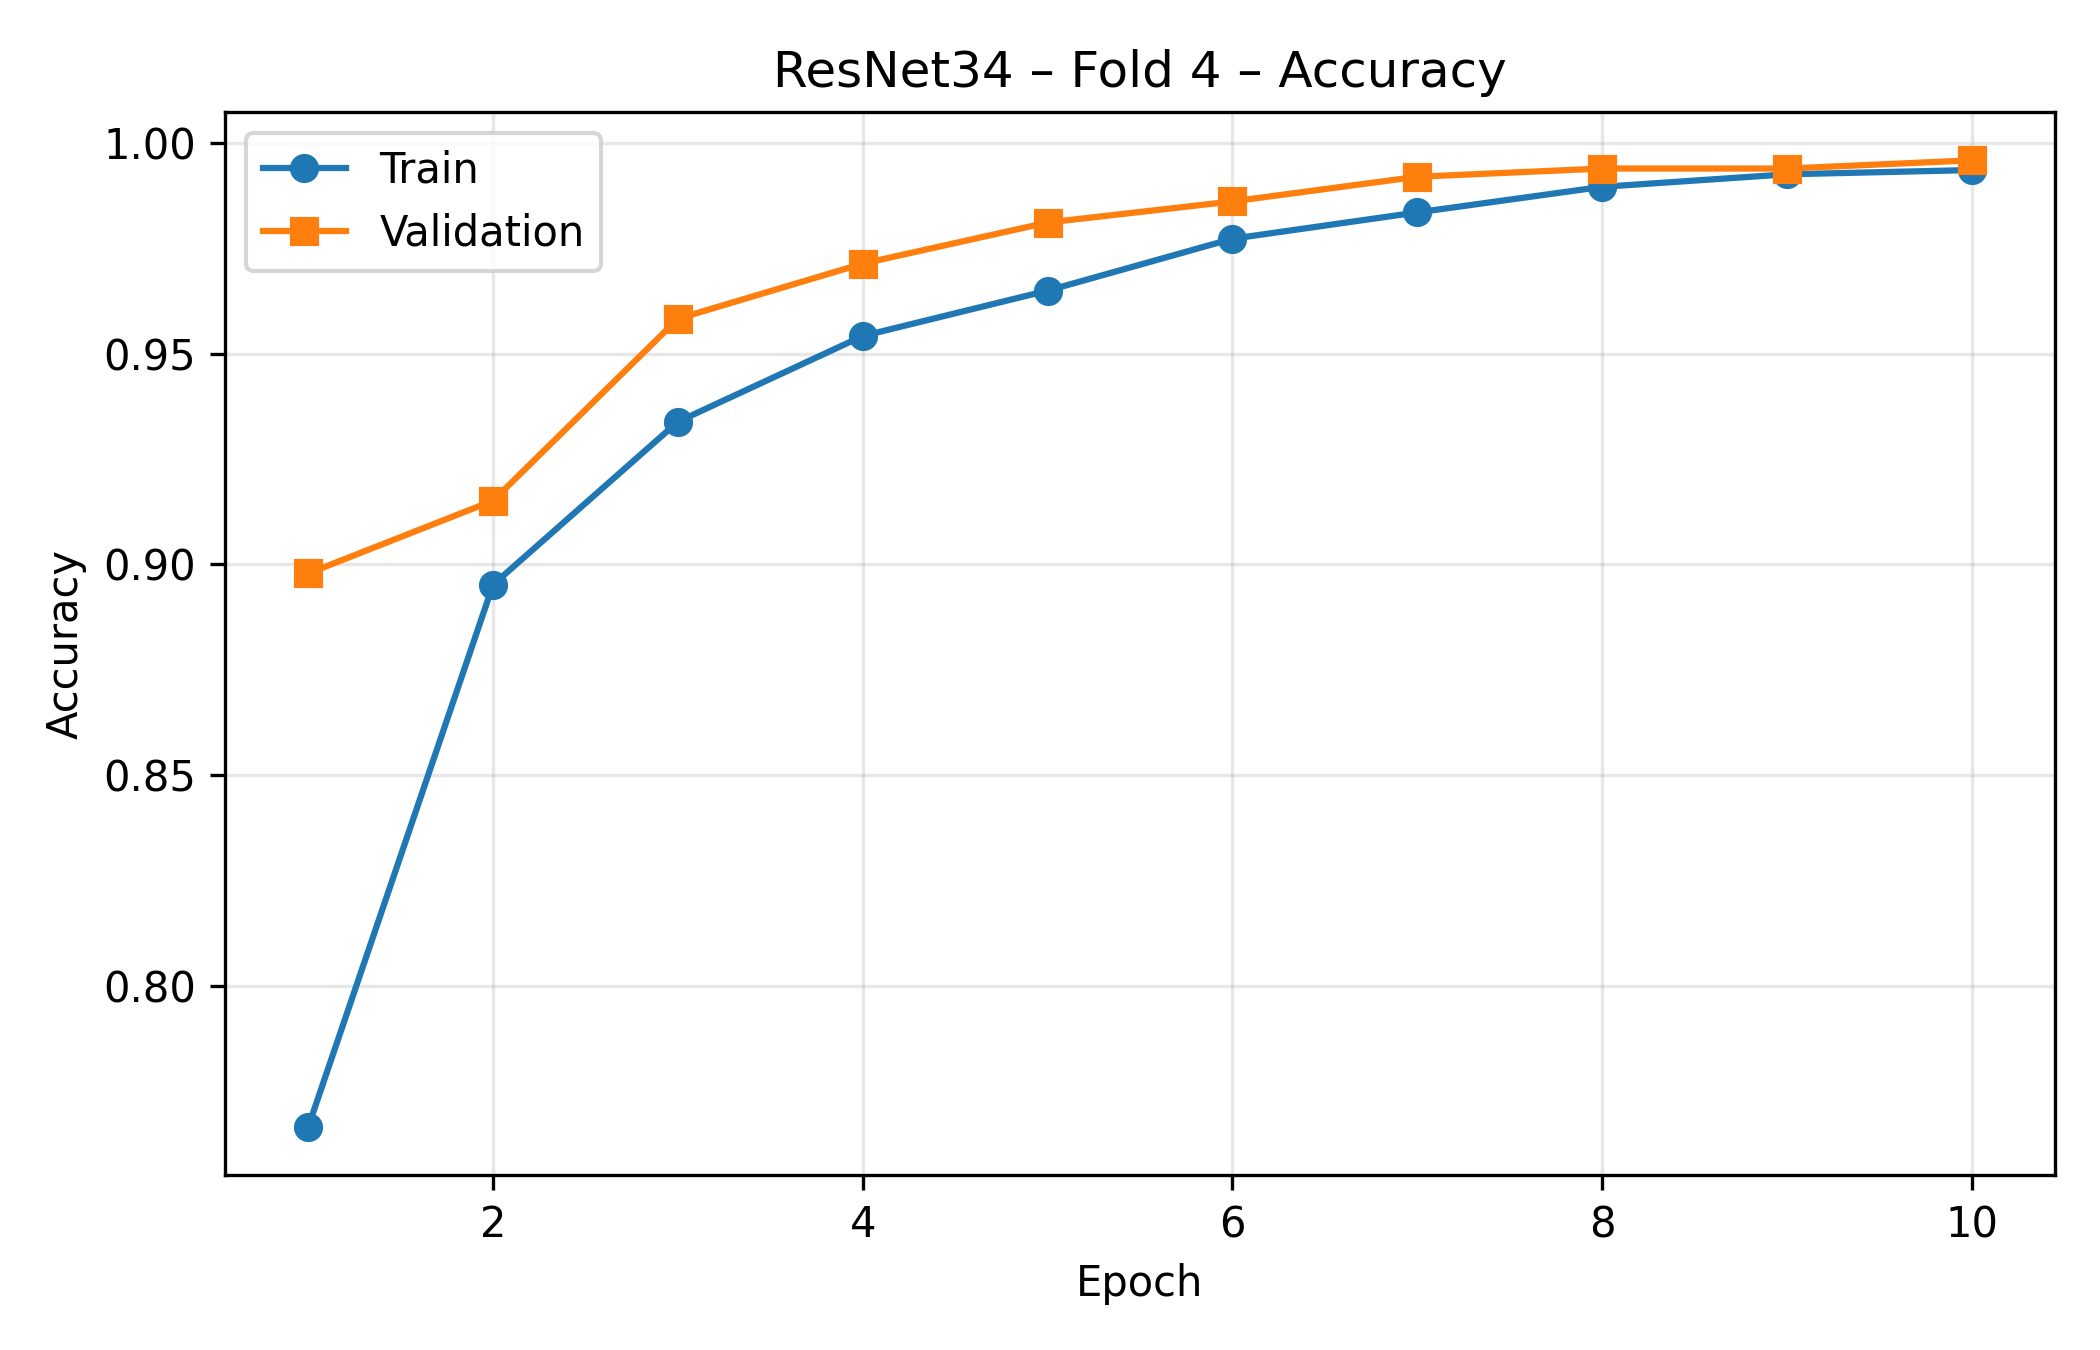 ResNet34 – Fold 4 – Accuracy
Train
Validation
1.00
0.95
0.90
0.85
0.80
Accuracy
2 4 6 8 10
Epoch